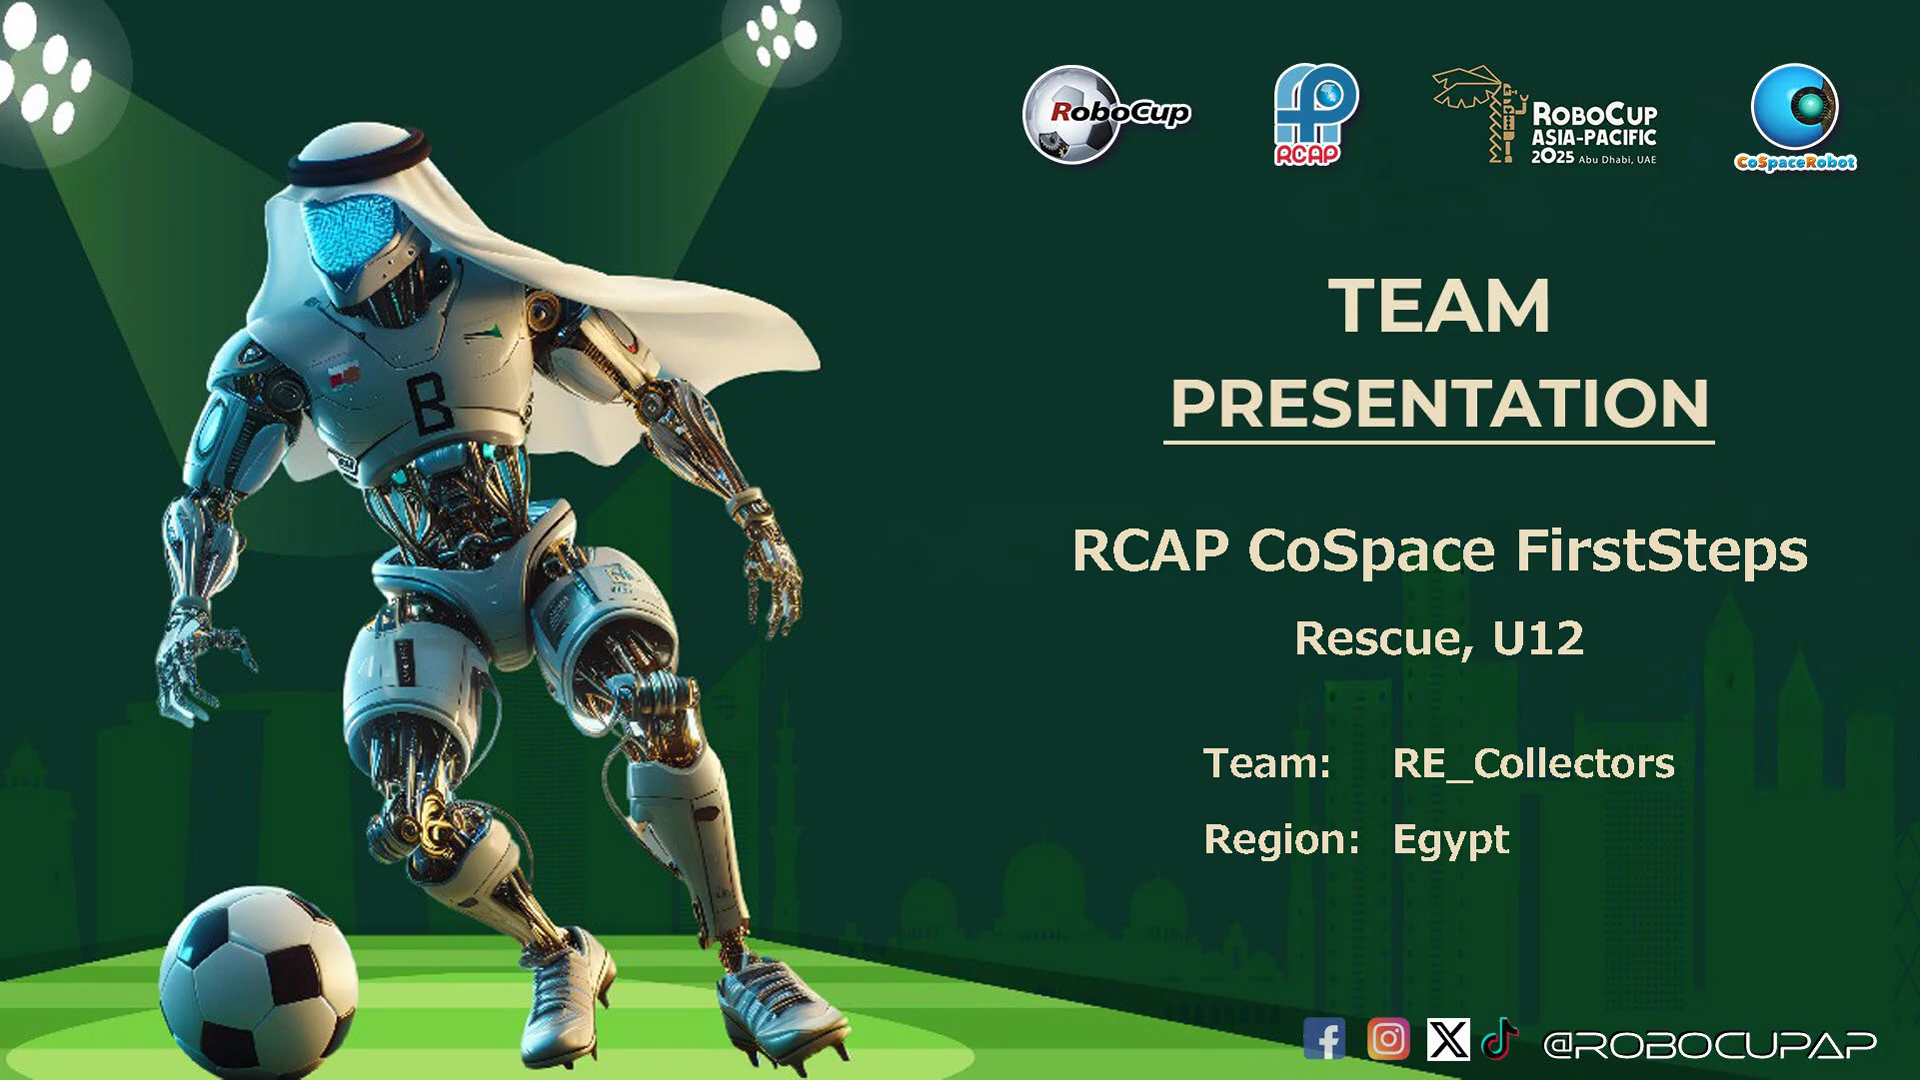 RoboCup
RCAP
ROBOCUP
ASIA-PACIFIC
2025 Abu Dhabi, UAE
CoSpaceRobot
TEAM
PRESENTATION
RCAP CoSpace FirstSteps
Rescue, U12
Team: RE_Collectors
Region: Egypt
B
@ROBOCUPAP